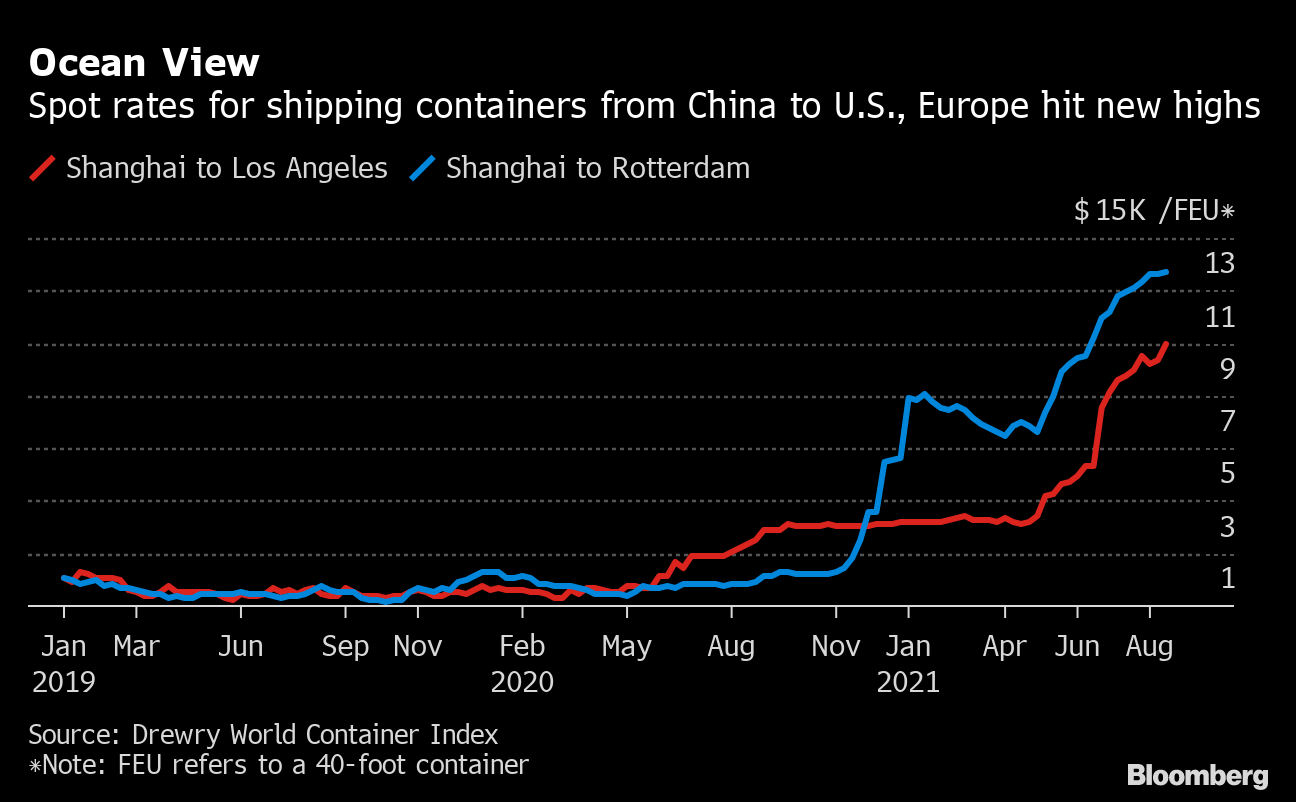 Ocean View
Spot rates for shipping containers from China to U.S., Europe hit new highs
Shanghai to Los Angeles Shanghai to Rotterdam
$ 15K /FEU*
13
11
9
7
5
3
1
Jan Mar Jun Sep Nov Feb May Aug Nov Jan Apr Jun Aug
2019 2020 2021
Source: Drewry World Container Index
*Note: FEU refers to a 40-foot container
Bloomberg